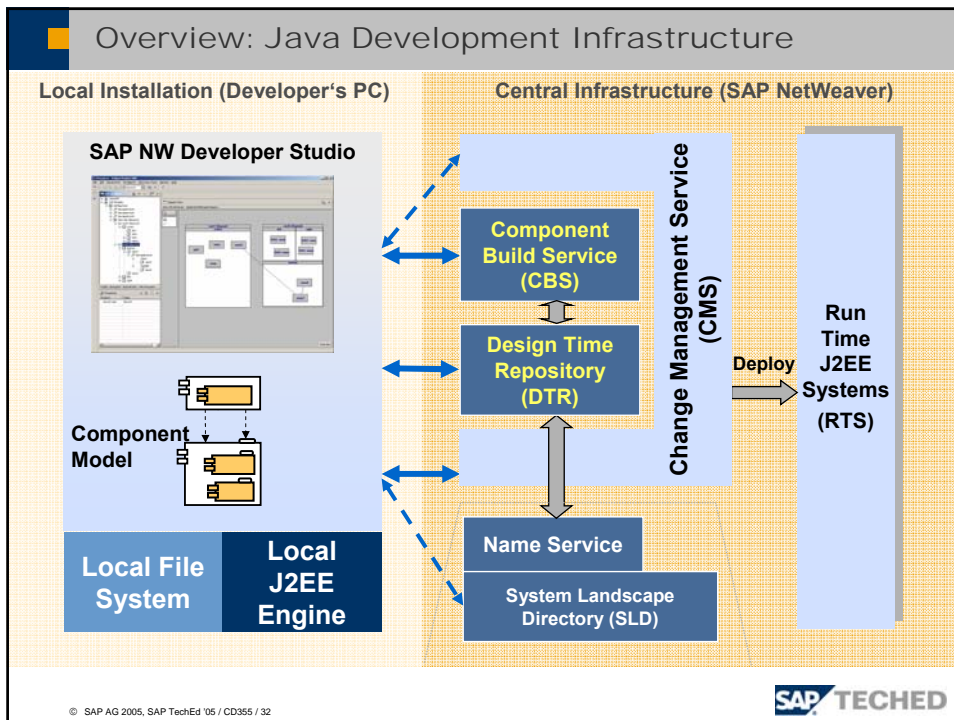 Overview: Java Development Infrastructure
Local Installation (Developer‘s PC)
Central Infrastructure (SAP NetWeaver)
SAP NW Developer Studio
Component
Model
Local File
System
Local
J2EE
Engine
Component
Build Service
(CBS)
Design Time
Repository
(DTR)
Change Management Service
(CMS)
Name Service
System Landscape
Directory (SLD)
Deploy
Run
Time
J2EE
Systems
(RTS)
© SAP AG 2005, SAP TechEd ’05 / CD355 / 32
SAP TECHED